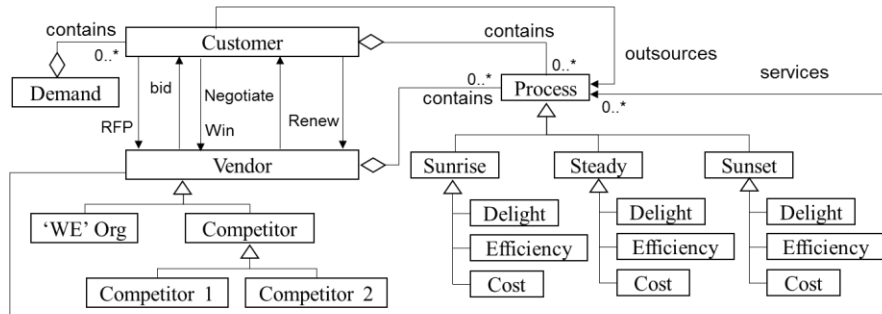 contains
0..*
Customer
contains
0..*
outsources
services
Demand
bid
Negotiate
0..*
contains
Process
0..*
RFP
Win
Renew
Vendor
Sunrise
Steady
Sunset
'WE' Org
Competitor
Delight
Delight
Delight
Efficiency
Efficiency
Efficiency
Competitor 1
Competitor 2
Cost
Cost
Cost